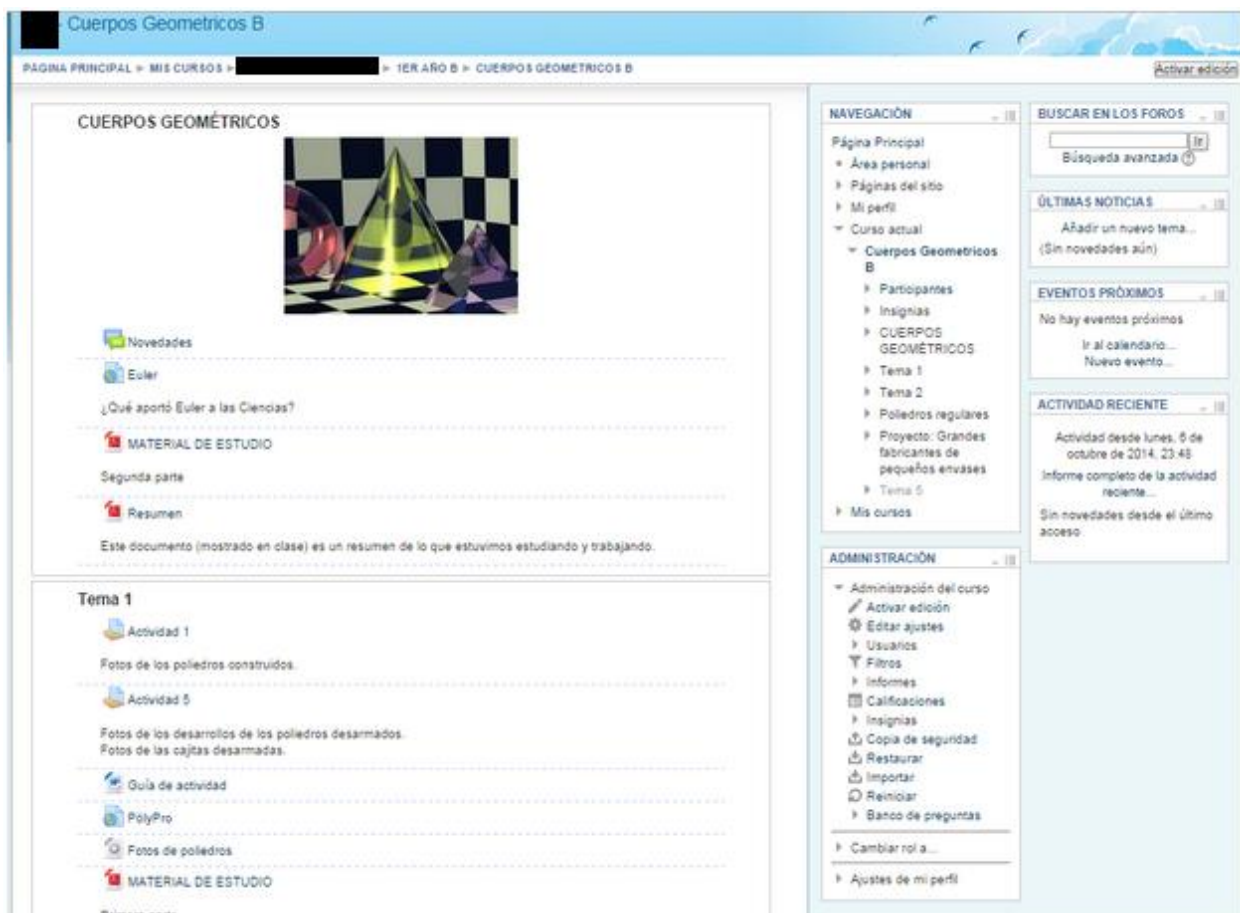 Cuerpos Geometricos B
PÁGINA PRINCIPAL ► MIS CURSOS ► ► 1ER AÑO B ► CUERPOS GEOMETRICOS B
Activar edición
CUERPOS GEOMÉTRICOS
Novedades
Euler
¿Qué aportó Euler a las Ciencias?
MATERIAL DE ESTUDIO
Segunda parte
Resumen
Este documento (mostrado en clase) es un resumen de lo que estuvimos estudiando y trabajando.
Tema 1
Actividad 1
Fotos de los poliedros construidos.
Actividad 5
Fotos de los desarrollos de los poliedros desarmados.
Fotos de las cajitas desarmadas.
Guía de actividad
PolyPro
Fotos de poliedros
MATERIAL DE ESTUDIO
NAVEGACIÓN
Página Principal
Área personal
Páginas del sitio
Mi perfil
Curso actual
Cuerpos Geometricos
B
Participantes
Insignias
CUERPOS
GEOMÉTRICOS
Tema 1
Tema 2
Poliedros regulares
Proyecto: Grandes
fabricantes de
pequeños envases
Tema 5
Mis cursos
ADMINISTRACIÓN
Administración del curso
Activar edición
Editar ajustes
Usuarios
Filtros
Informes
Calificaciones
Insignias
Copia de seguridad
Restaurar
Importar
Reiniciar
Banco de preguntas
Cambiar rol a...
Ajustes de mi perfil
BUSCAR EN LOS FOROS
Ir
Búsqueda avanzada
ÚLTIMAS NOTICIAS
Añadir un nuevo tema...
(Sin novedades aún)
EVENTOS PRÓXIMOS
No hay eventos próximos
Ir al calendario...
Nuevo evento...
ACTIVIDAD RECIENTE
Actividad desde lunes, 6 de
octubre de 2014, 23:48
Informe completo de la actividad
reciente...
Sin novedades desde el último
acceso